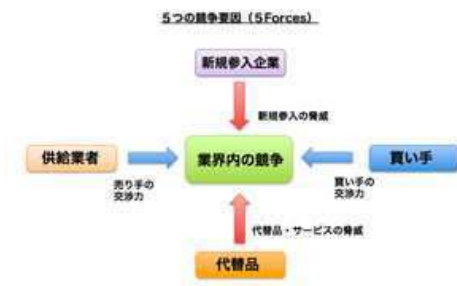 5つの競争要因（5Forces）
新規参入企業
新規参入の脅威
供給業者
業界内の競争
買い手
売り手の
交渉力
買い手の
交渉力
代替品・サービスの脅威
代替品